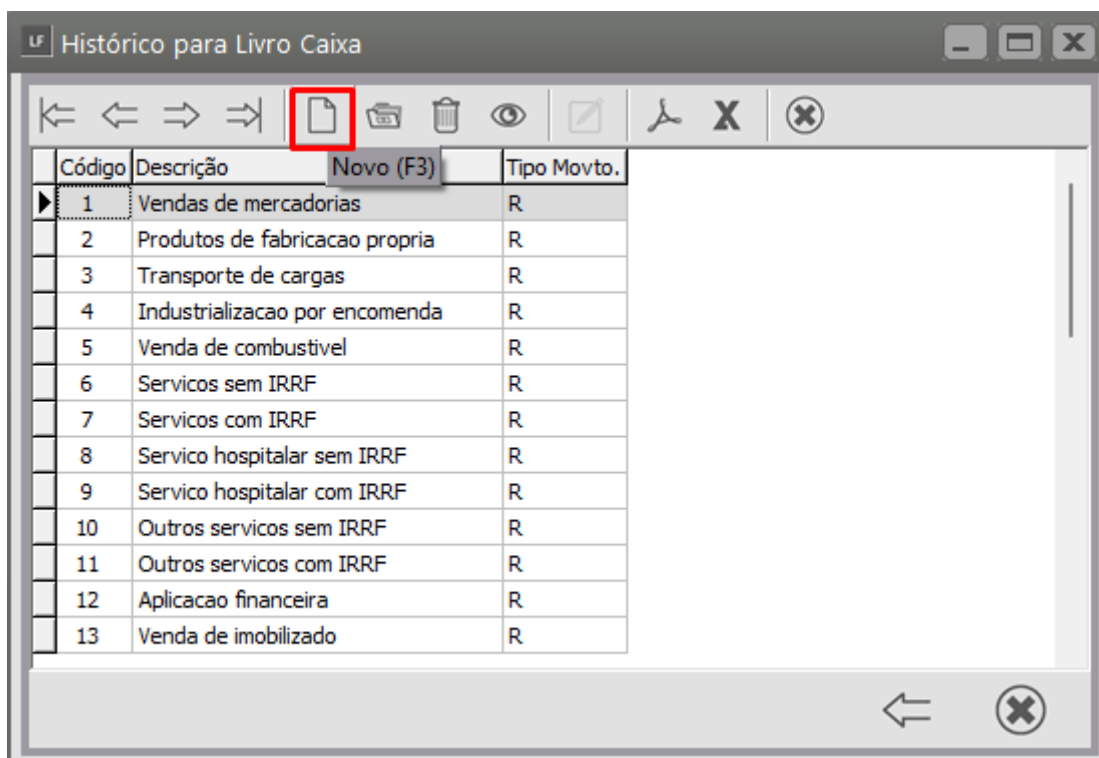 LF Histórico para Livro Caixa
Novo (F3)
Código Descrição Tipo Movto.
1 Vendas de mercadorias R
2 Produtos de fabricacao propria R
3 Transporte de cargas R
4 Industrializacao por encomenda R
5 Venda de combustivel R
6 Servicos sem IRRF R
7 Servicos com IRRF R
8 Servico hospitalar sem IRRF R
9 Servico hospitalar com IRRF R
10 Outros servicos sem IRRF R
11 Outros servicos com IRRF R
12 Aplicacao financeira R
13 Venda de imobilizado R